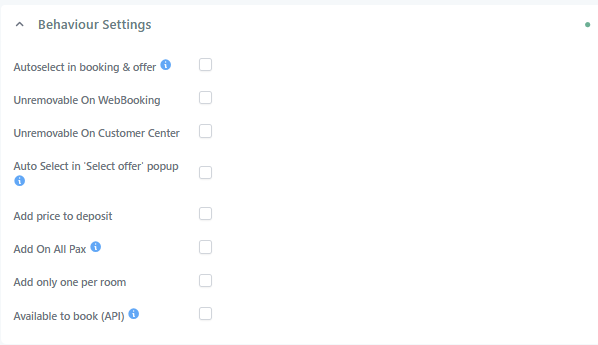 Behaviour Settings
Autoselect in booking & offer
Unremovable On WebBooking
Unremovable On Customer Center
Auto Select in 'Select offer' popup
Add price to deposit
Add On All Pax
Add only one per room
Available to book (API)